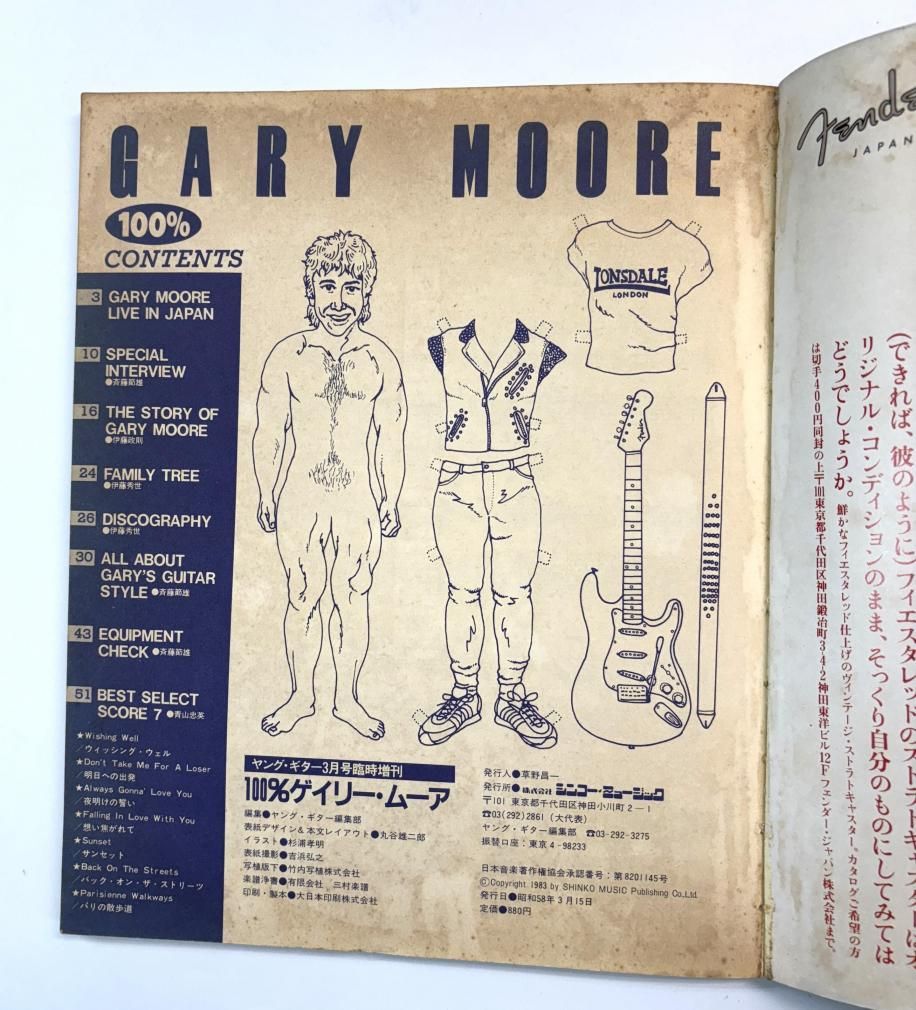 GARY MOORE
100%
CONTENTS
3 GARY MOORE
LIVE IN JAPAN
10 SPECIAL
INTERVIEW
●斉藤節雄
16 THE STORY OF
GARY MOORE
●伊藤政則
24 FAMILY TREE
●伊藤秀世
26 DISCOGRAPHY
●伊藤秀世
30 ALL ABOUT
GARY'S GUITAR
STYLE ●斉藤節雄
43 EQUIPMENT
CHECK ●斉藤節雄
51 BEST SELECT
SCORE 7 ●青山忠英
★Wishing Well
／ウィッシング・ウェル
★Don't Take Me For A Loser
／明日への出発
★Always Gonna' Love You
／夜明けの誓い
★Falling In Love With You
／想い焦がれて
★Sunset
／サンセット
★Back On The Streets
／バック・オン・ザ・ストリーツ
★Parisienne Walkways
／パリの散歩道
LONSDALE
LONDON
ヤング・ギター3月号臨時増刊
100%ゲイリー・ムーア
編集●ヤング・ギター編集部
表紙デザイン&本文レイアウト●丸谷雄二郎
イラスト●杉浦孝明
表紙撮影●吉浜弘之
写植版下●竹内写植株式会社
楽譜浄書●有限会社 三村楽譜
印刷・製本●大日本印刷株式会社
発行人●草野昌一
発行所●株式会社シンコー・ミュージック
〒101 東京都千代田区神田小川町2－1
☎03(292)2861（大代表）
ヤング・ギター編集部 ☎03-292-3275
振替口座：東京4-98233
日本音楽著作権協会承認番号：第8201145号
©Copyright 1983 by SHINKO MUSIC Publishing Co.,Ltd.
発行日●昭和58年3月15日
定価●880円
Fende
JAPAN
(できれば、彼のように)フィエスタレッドのストラトキャスターは
リジナル・コンディションのまま、そっくり自分のものにしてみては
どうでしょうか。鮮かなフィエスタレッド仕上げのヴィンテージ・ストラトキャスター。カタログご希望の方
は切手400円同封の上〒101東京都千代田区神田鍛冶町3-4-2神田東洋ビル12Fフェンダー・ジャパン株式会社まで。